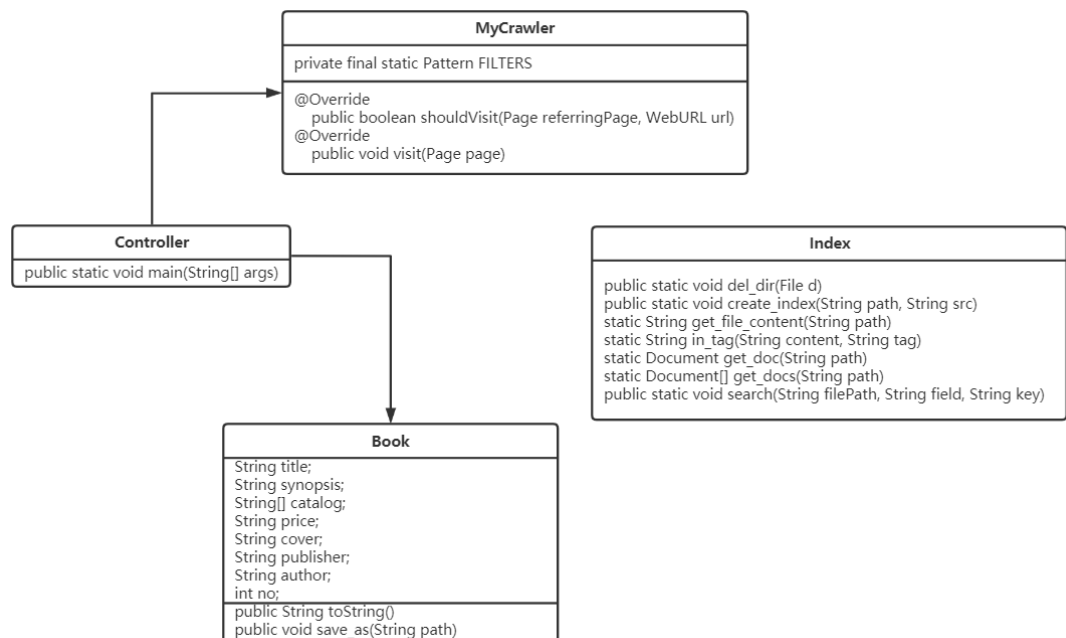 MyCrawler
private final static Pattern FILTERS
@Override
public boolean shouldVisit(Page referringPage, WebURL url)
@Override
public void visit(Page page)
Controller
public static void main(String[] args)
Index
public static void del_dir(File d)
public static void create_index(String path, String src)
static String get_file_content(String path)
static String in_tag(String content, String tag)
static Document get_doc(String path)
static Document[] get_docs(String path)
public static void search(String filePath, String field, String key)
Book
String title;
String synopsis;
String[] catalog;
String price;
String cover;
String publisher;
String author;
int no;
public String toString()
public void save_as(String path)